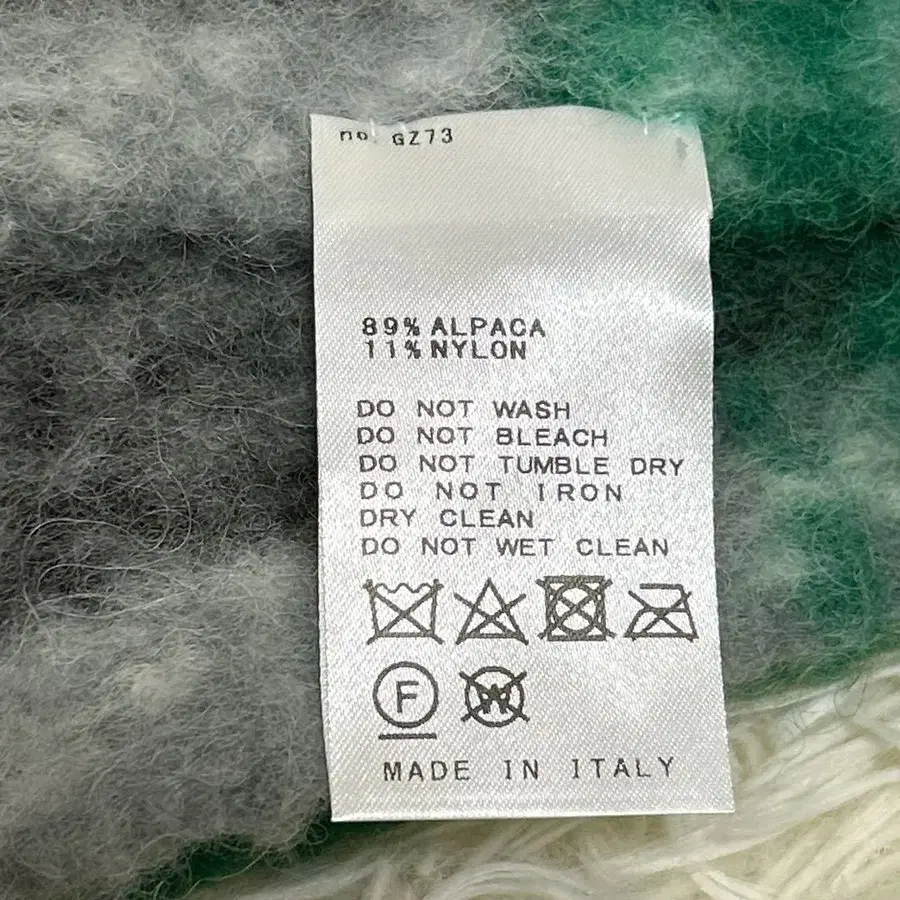 no. GZ73
89% ALPACA
11% NYLON
DO NOT WASH
DO NOT BLEACH
DO NOT TUMBLE DRY
DO NOT IRON
DRY CLEAN
DO NOT WET CLEAN
F W
MADE IN ITALY